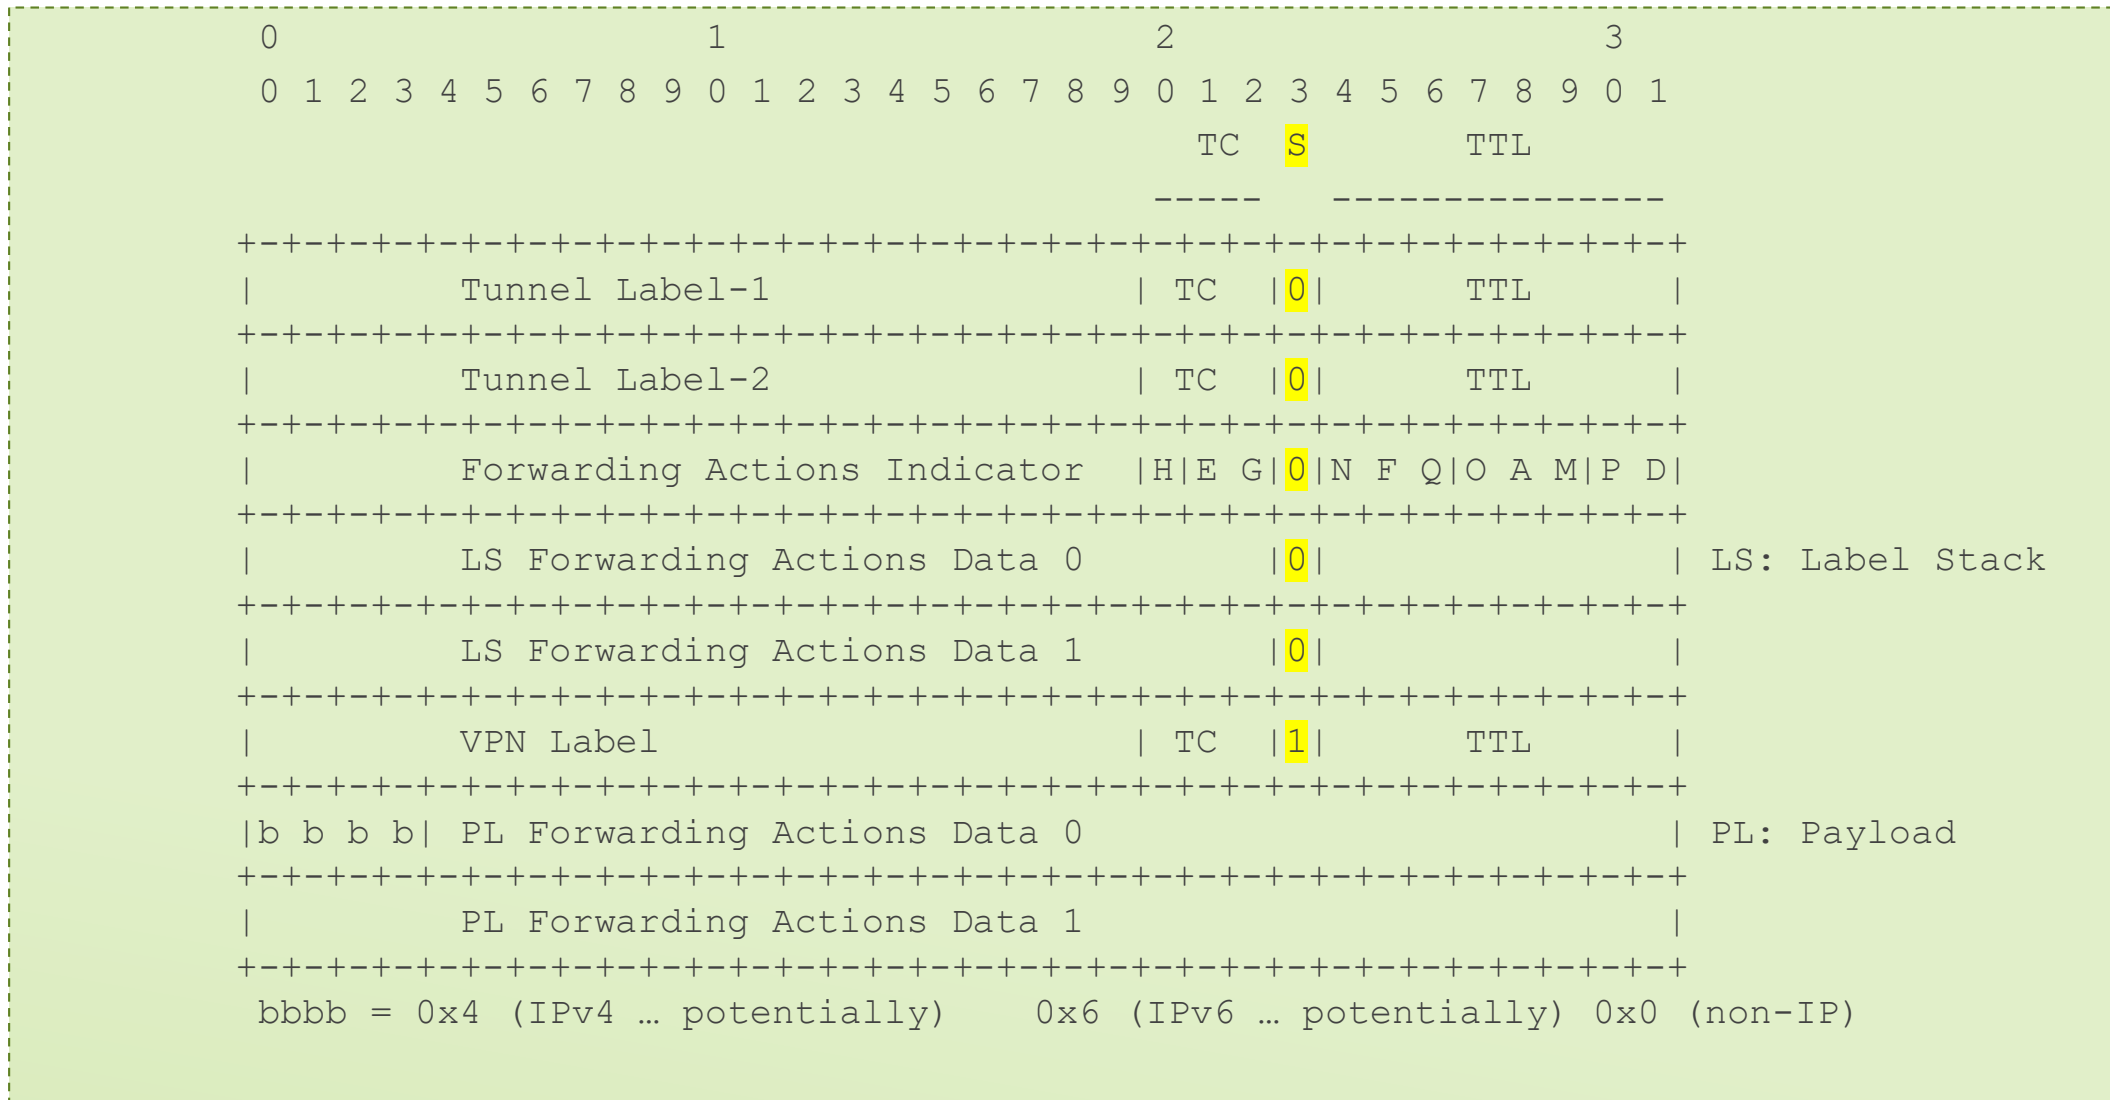 0                   1                   2                   3
0 1 2 3 4 5 6 7 8 9 0 1 2 3 4 5 6 7 8 9 0 1 2 3 4 5 6 7 8 9 0 1
TC  S       TTL
-----   ---------------
+-+-+-+-+-+-+-+-+-+-+-+-+-+-+-+-+-+-+-+-+-+-+-+-+-+-+-+-+-+-+-+-+
|         Tunnel Label-1                | TC  |0|      TTL      |
+-+-+-+-+-+-+-+-+-+-+-+-+-+-+-+-+-+-+-+-+-+-+-+-+-+-+-+-+-+-+-+-+
|         Tunnel Label-2                | TC  |0|      TTL      |
+-+-+-+-+-+-+-+-+-+-+-+-+-+-+-+-+-+-+-+-+-+-+-+-+-+-+-+-+-+-+-+-+
|         Forwarding Actions Indicator  |H|E G|0|N F Q|O A M|P D|
+-+-+-+-+-+-+-+-+-+-+-+-+-+-+-+-+-+-+-+-+-+-+-+-+-+-+-+-+-+-+-+-+
|         LS Forwarding Actions Data 0        |0|               | LS: Label Stack
+-+-+-+-+-+-+-+-+-+-+-+-+-+-+-+-+-+-+-+-+-+-+-+-+-+-+-+-+-+-+-+-+
|         LS Forwarding Actions Data 1        |0|               |
+-+-+-+-+-+-+-+-+-+-+-+-+-+-+-+-+-+-+-+-+-+-+-+-+-+-+-+-+-+-+-+-+
|         VPN Label                     | TC  |1|      TTL      |
+-+-+-+-+-+-+-+-+-+-+-+-+-+-+-+-+-+-+-+-+-+-+-+-+-+-+-+-+-+-+-+-+
|b b b b| PL Forwarding Actions Data 0                          | PL: Payload
+-+-+-+-+-+-+-+-+-+-+-+-+-+-+-+-+-+-+-+-+-+-+-+-+-+-+-+-+-+-+-+-+
|         PL Forwarding Actions Data 1                          |
+-+-+-+-+-+-+-+-+-+-+-+-+-+-+-+-+-+-+-+-+-+-+-+-+-+-+-+-+-+-+-+-+
bbbb = 0x4 (IPv4 … potentially)    0x6 (IPv6 … potentially) 0x0 (non-IP)